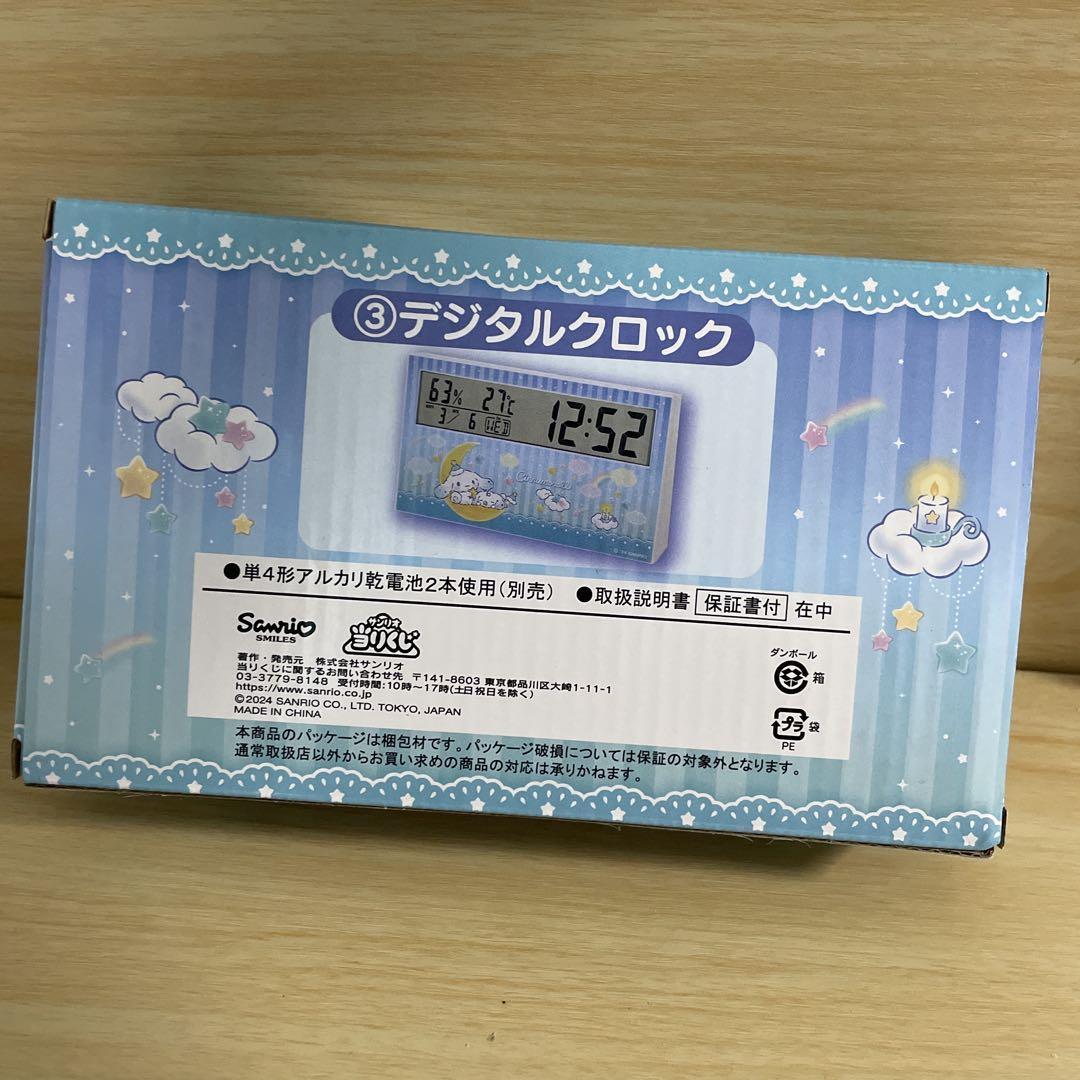 ③デジタルクロック
63% 27℃ 12:52
3/ 6 WED
Cinnamoroll
●単4形アルカリ乾電池2本使用(別売) ●取扱説明書 保証書付 在中
Sanrio
SMILES
サンリオ
当りくじ
著作・発売元 株式会社サンリオ
当りくじに関するお問い合わせ先 〒141-8603 東京都品川区大崎1-11-1
03-3779-8148 受付時間:10時〜17時(土日祝日を除く)
https://www.sanrio.co.jp
©2024 SANRIO CO., LTD. TOKYO, JAPAN
MADE IN CHINA
ダンボール
箱
プラ 袋
PE
本商品のパッケージは梱包材です。パッケージ破損については保証の対象外となります。
通常取扱店以外からお買い求めの商品の対応は承りかねます。